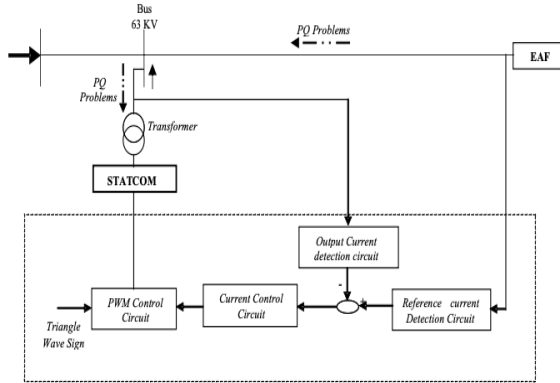 Bus
63 KV
PQ Problems
EAF
PQ
Problems
Transformer
STATCOM
Output Current
detection circuit
-
+
PWM Control
Circuit
Current Control
Circuit
Reference current
Detection Circuit
Triangle
Wave Sign